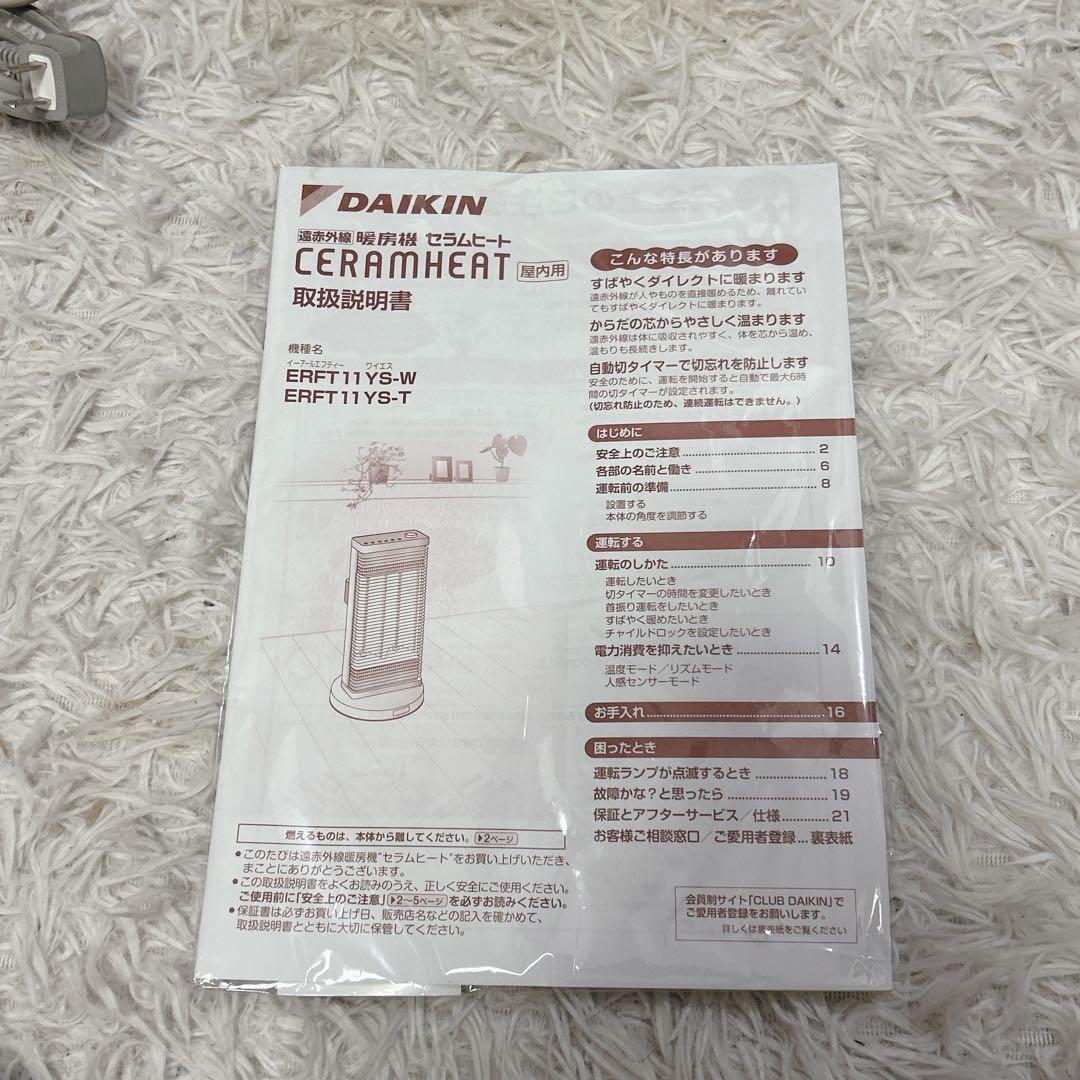 DAIKIN
遠赤外線 暖房機 セラムヒート
CERAMHEAT 屋内用
取扱説明書
機種名
イーアールエフティー ワイエス
ERFT11YS-W
ERFT11YS-T
燃えるものは、本体から離してください。 ▶2ページ
●このたびは遠赤外線暖房機"セラムヒート"をお買い上げいただき、
まことにありがとうございます。
●この取扱説明書をよくお読みのうえ、正しく安全にご使用ください。
ご使用前に「安全上のご注意」 ▶2～5ページ を必ずお読みください。
●保証書は必ずお買い上げ日、販売店名などの記入を確かめて、
取扱説明書とともに大切に保管してください。
こんな特長があります
すばやくダイレクトに暖まります
遠赤外線が人やものを直接暖めるため、離れてい
てもすばやくダイレクトに暖まります。
からだの芯からやさしく温まります
遠赤外線は体に吸収されやすく、体を芯から温め、
温もりも長続きします。
自動切タイマーで切忘れを防止します
安全のために、運転を開始すると自動で最大6時
間の切タイマーが設定されます。
(切忘れ防止のため、連続運転はできません。)
はじめに
安全上のご注意 2
各部の名前と働き 6
運転前の準備 8
設置する
本体の角度を調節する
運転する
運転のしかた 10
運転したいとき
切タイマーの時間を変更したいとき
首振り運転をしたいとき
すばやく暖めたいとき
チャイルドロックを設定したいとき
電力消費を抑えたいとき 14
温度モード／リズムモード
人感センサーモード
お手入れ 16
困ったとき
運転ランプが点滅するとき 18
故障かな？と思ったら 19
保証とアフターサービス／仕様 21
お客様ご相談窓口／ご愛用者登録... 裏表紙
会員制サイト「CLUB DAIKIN」で
ご愛用者登録をお願いします。
詳しくは裏表紙をご覧ください